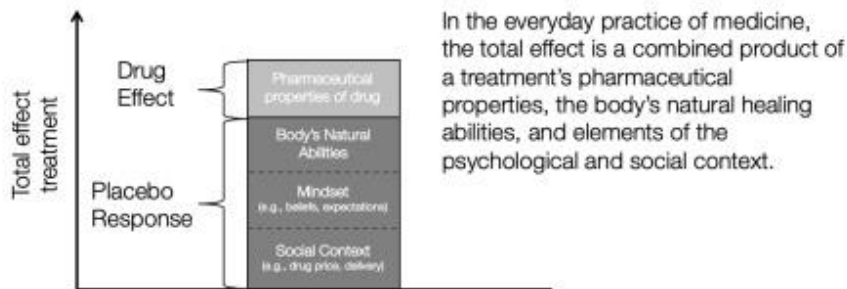 Total effect
treatment
Drug
Effect
Placebo
Response
Pharmaceutical
properties of drug
Body's Natural
Abilities
Mindset
(e.g., beliefs, expectations)
Social Context
(e.g., drug price, delivery)
In the everyday practice of medicine,
the total effect is a combined product of
a treatment's pharmaceutical
properties, the body's natural healing
abilities, and elements of the
psychological and social context.